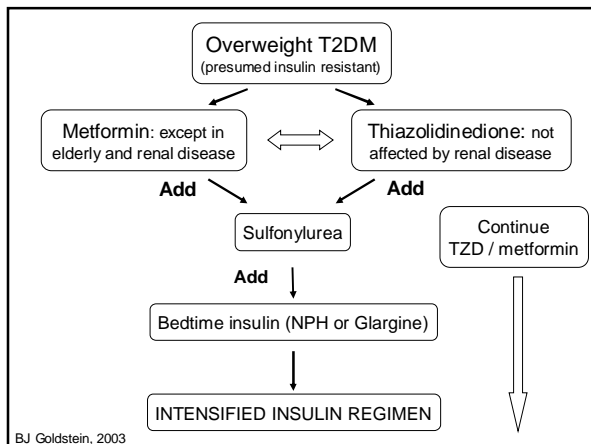 Overweight T2DM
(presumed insulin resistant)
Metformin: except in
elderly and renal disease
Thiazolidinedione: not
affected by renal disease
Add
Add
Sulfonylurea
Continue
TZD / metformin
Add
Bedtime insulin (NPH or Glargine)
INTENSIFIED INSULIN REGIMEN
BJ Goldstein, 2003